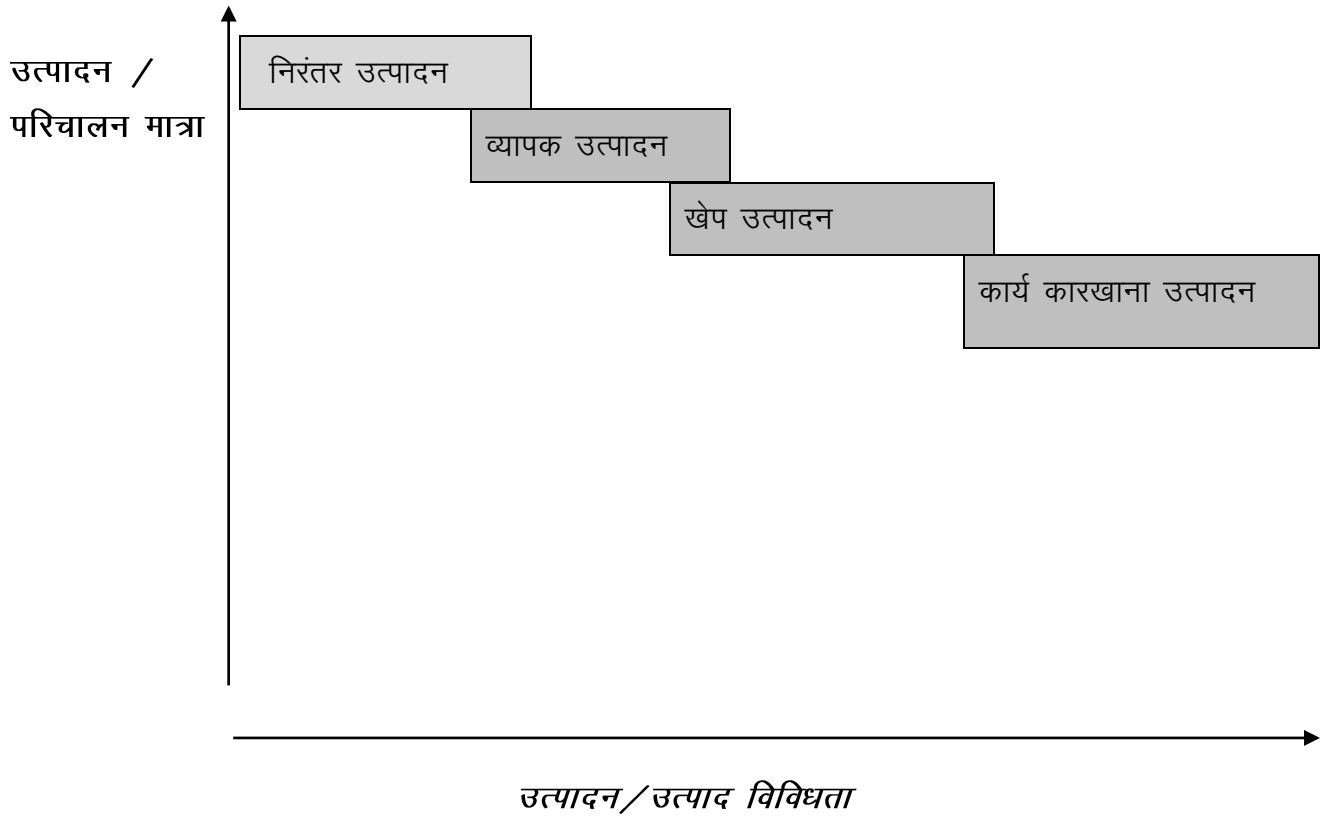 उत्पादन /
परिचालन मात्रा
निरंतर उत्पादन
व्यापक उत्पादन
खेप उत्पादन
कार्य कारखाना उत्पादन
उत्पादन/उत्पाद विविधता